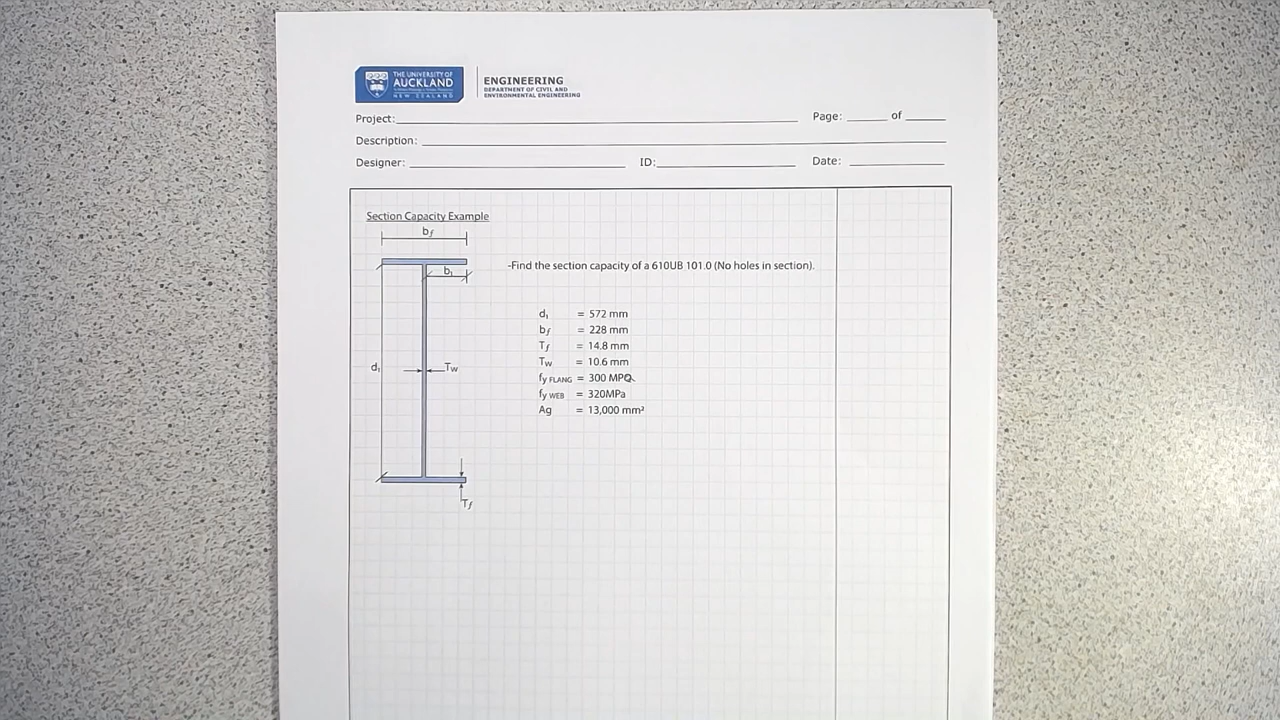 THE UNIVERSITY OF
AUCKLAND
NEW ZEALAND
ENGINEERING
DEPARTMENT OF CIVIL AND
ENVIRONMENTAL ENGINEERING
Project:
Page: of
Description:
Designer: ID: Date:
Section Capacity Example
bf
b₁
-Find the section capacity of a 610UB 101.0 (No holes in section).
d₁ = 572 mm
bf = 228 mm
Tf = 14.8 mm
Tw = 10.6 mm
fy FLANG = 300 MPa
fy WEB = 320MPa
Ag = 13,000 mm²
d₁
Tw
Tf